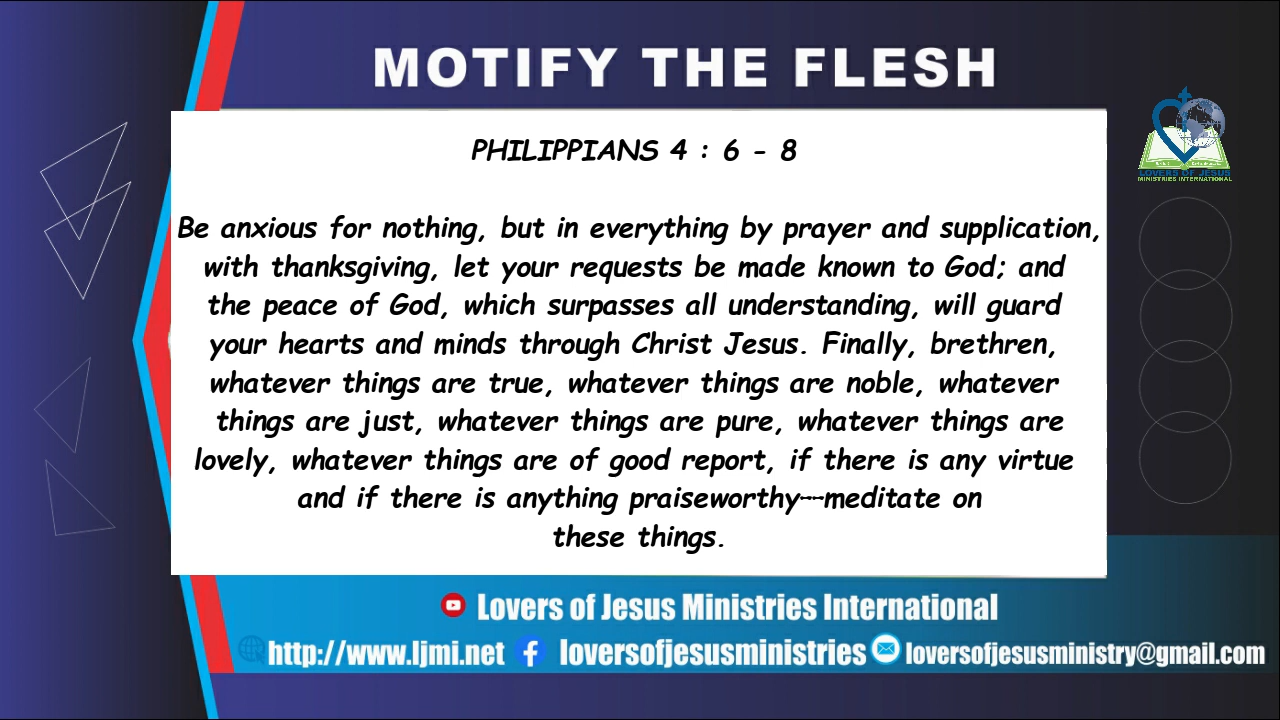 MOTIFY THE FLESH
PHILIPPIANS 4 : 6 - 8
Be anxious for nothing, but in everything by prayer and supplication,
with thanksgiving, let your requests be made known to God; and
the peace of God, which surpasses all understanding, will guard
your hearts and minds through Christ Jesus. Finally, brethren,
whatever things are true, whatever things are noble, whatever
things are just, whatever things are pure, whatever things are
lovely, whatever things are of good report, if there is any virtue
and if there is anything praiseworthy—meditate on
these things.
LOVERS OF JESUS
MINISTRIES INTERNATIONAL
Lovers of Jesus Ministries International
http://www.ljmi.net loversofjesusministries loversofjesusministry@gmail.com